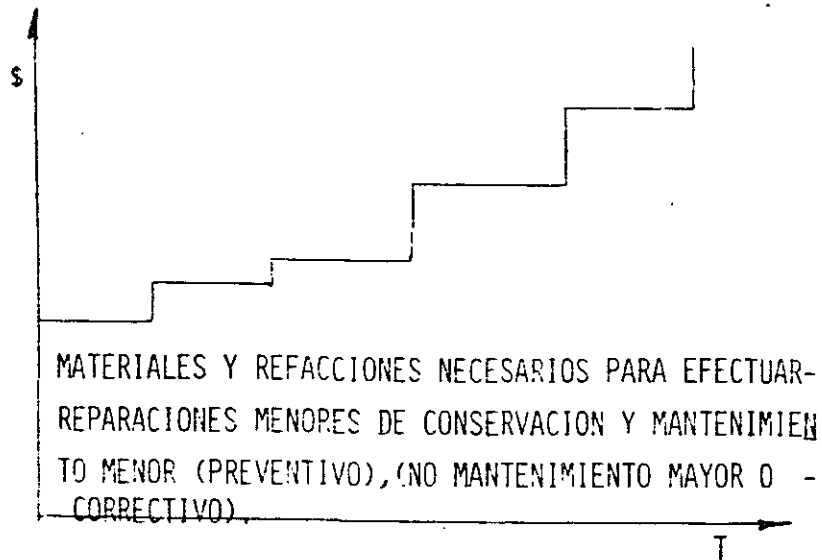 $
MATERIALES Y REFACCIONES NECESARIOS PARA EFECTUAR-
REPARACIONES MENORES DE CONSERVACION Y MANTENIMIEN
TO MENOR (PREVENTIVO),(NO MANTENIMIENTO MAYOR O -
CORRECTIVO).
T